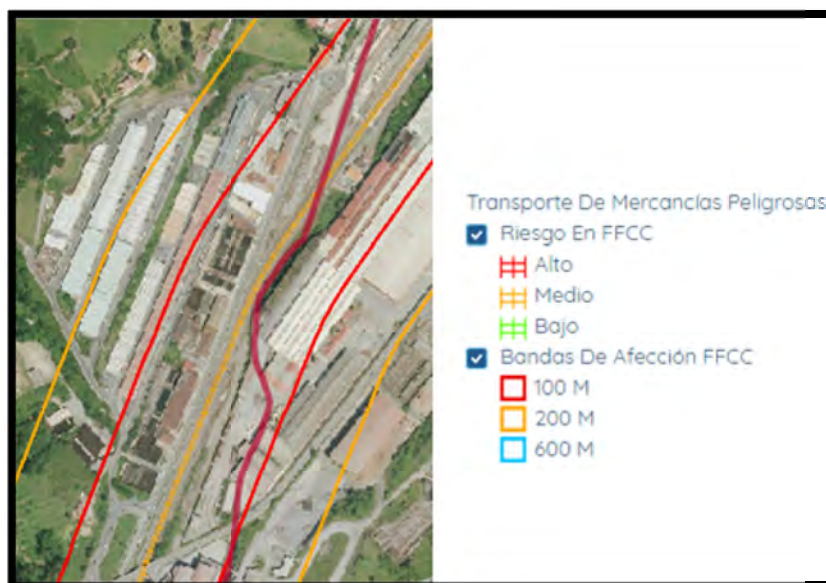 Transporte De Mercancías Peligrosas
Riesgo En FFCC
Alto
Medio
Bajo
Bandas De Afección FFCC
100 M
200 M
600 M